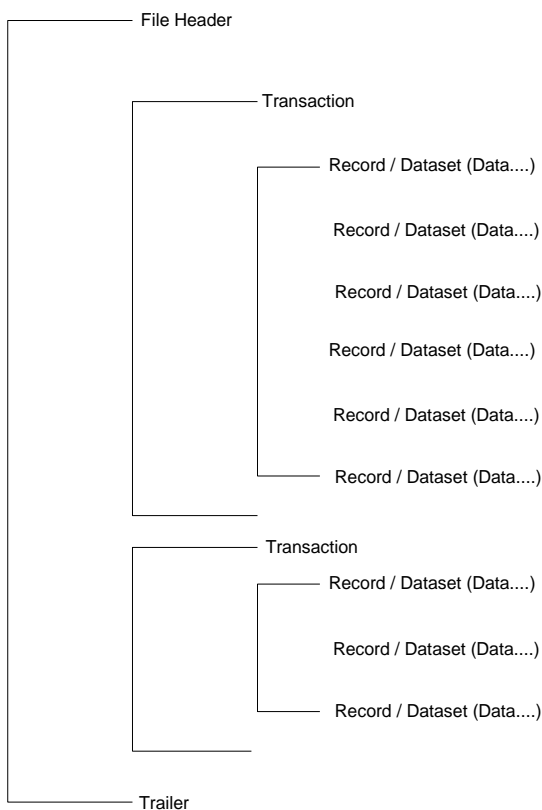 File Header
Transaction
Record / Dataset (Data....)
Record / Dataset (Data....)
Record / Dataset (Data....)
Record / Dataset (Data....)
Record / Dataset (Data....)
Record / Dataset (Data....)
Transaction
Record / Dataset (Data....)
Record / Dataset (Data....)
Record / Dataset (Data....)
Trailer